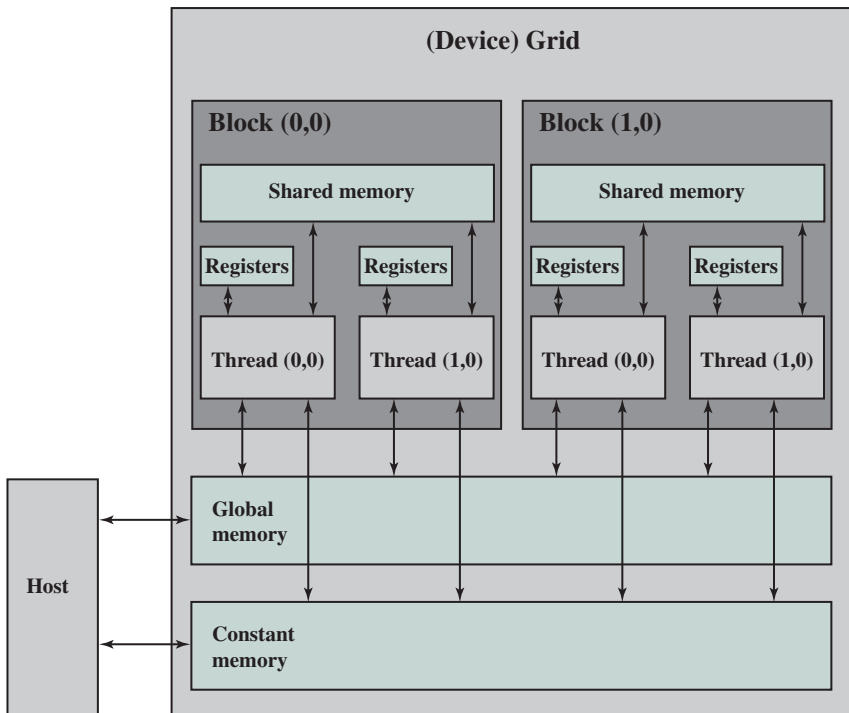 (Device) Grid
Block (0,0)
Shared memory
Registers
Registers
Thread (0,0)
Thread (1,0)
Block (1,0)
Shared memory
Registers
Registers
Thread (0,0)
Thread (1,0)
Host
Global
memory
Constant
memory